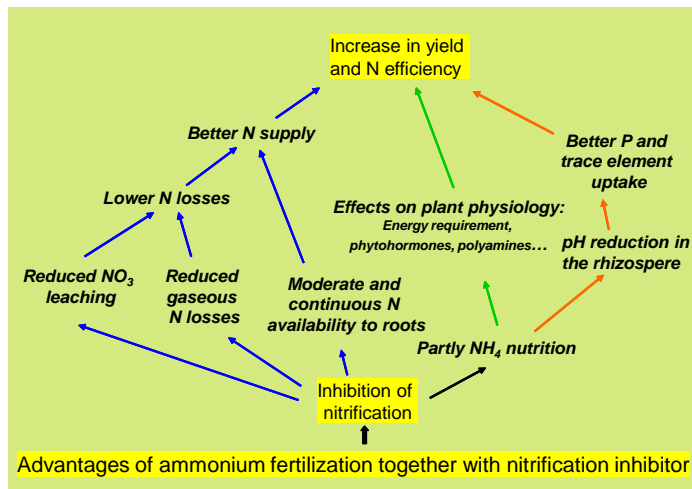 Increase in yield
and N efficiency
Better N supply
Better P and
trace element
uptake
Lower N losses
Effects on plant physiology:
Energy requirement,
phytohormones, polyamines…
pH reduction in
the rhizospere
Reduced NO₃
leaching
Reduced
gaseous
N losses
Moderate and
continuous N
availability to roots
Partly NH₄ nutrition
Inhibition of
nitrification
Advantages of ammonium fertilization together with nitrification inhibitor